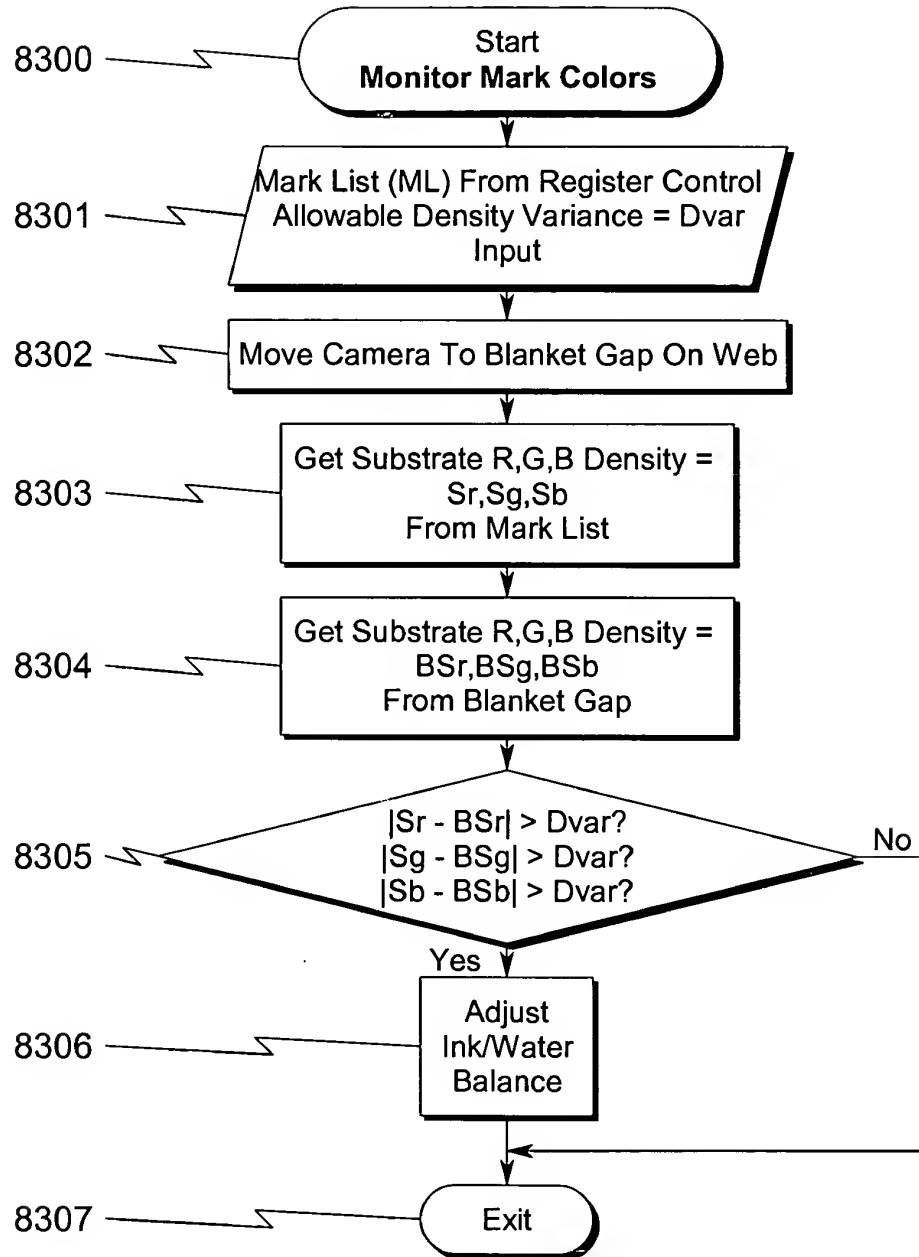 8300
Start
Monitor Mark Colors
8301
Mark List (ML) From Register Control
Allowable Density Variance = Dvar
Input
8302
Move Camera To Blanket Gap On Web
8303
Get Substrate R,G,B Density =
Sr,Sg,Sb
From Mark List
8304
Get Substrate R,G,B Density =
BSr,BSg,BSb
From Blanket Gap
8305
|Sr - BSr| > Dvar?
|Sg - BSg| > Dvar?
|Sb - BSb| > Dvar?
No
Yes
8306
Adjust
Ink/Water
Balance
8307
Exit